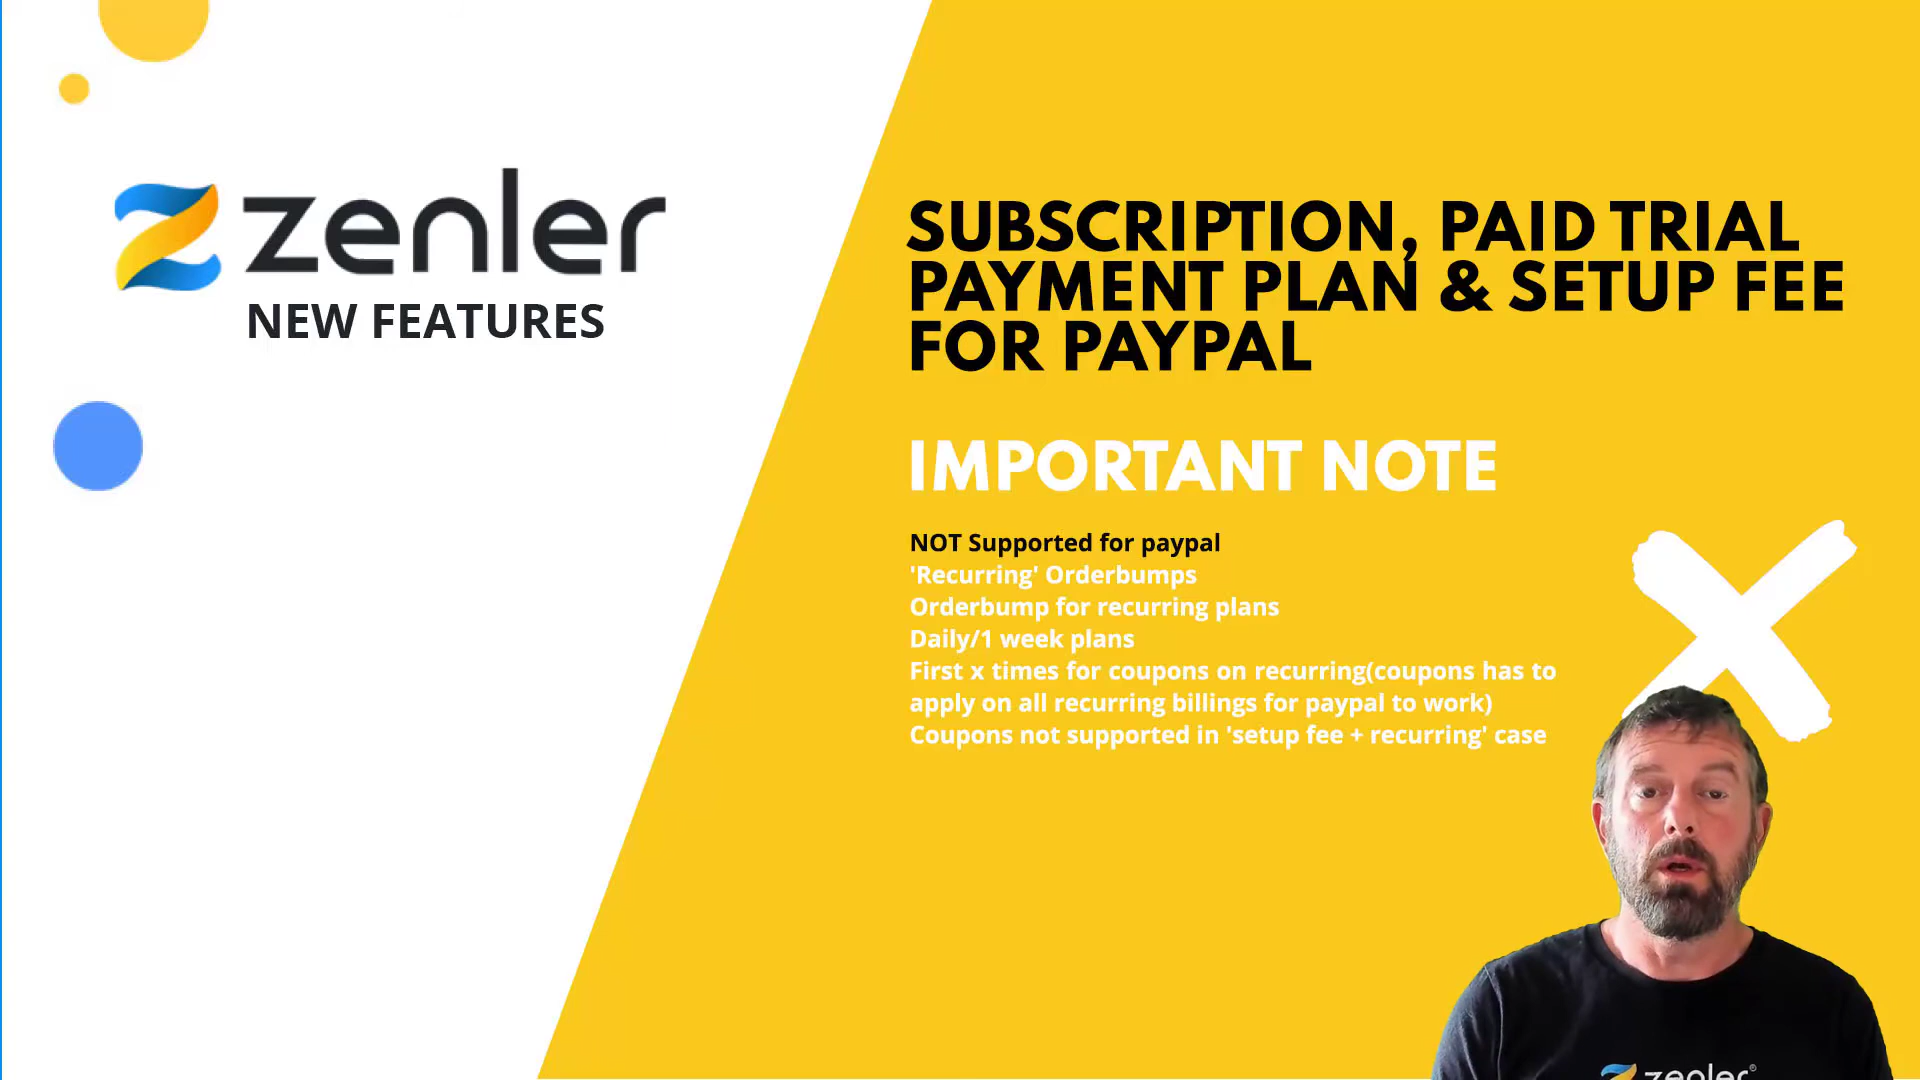 zenler
NEW FEATURES
SUBSCRIPTION, PAID TRIAL
PAYMENT PLAN & SETUP FEE
FOR PAYPAL
IMPORTANT NOTE
NOT Supported for paypal
'Recurring' Orderbumps
Orderbump for recurring plans
Daily/1 week plans
First x times for coupons on recurring(coupons has to
apply on all recurring billings for paypal to work)
Coupons not supported in 'setup fee + recurring' case
zenler®